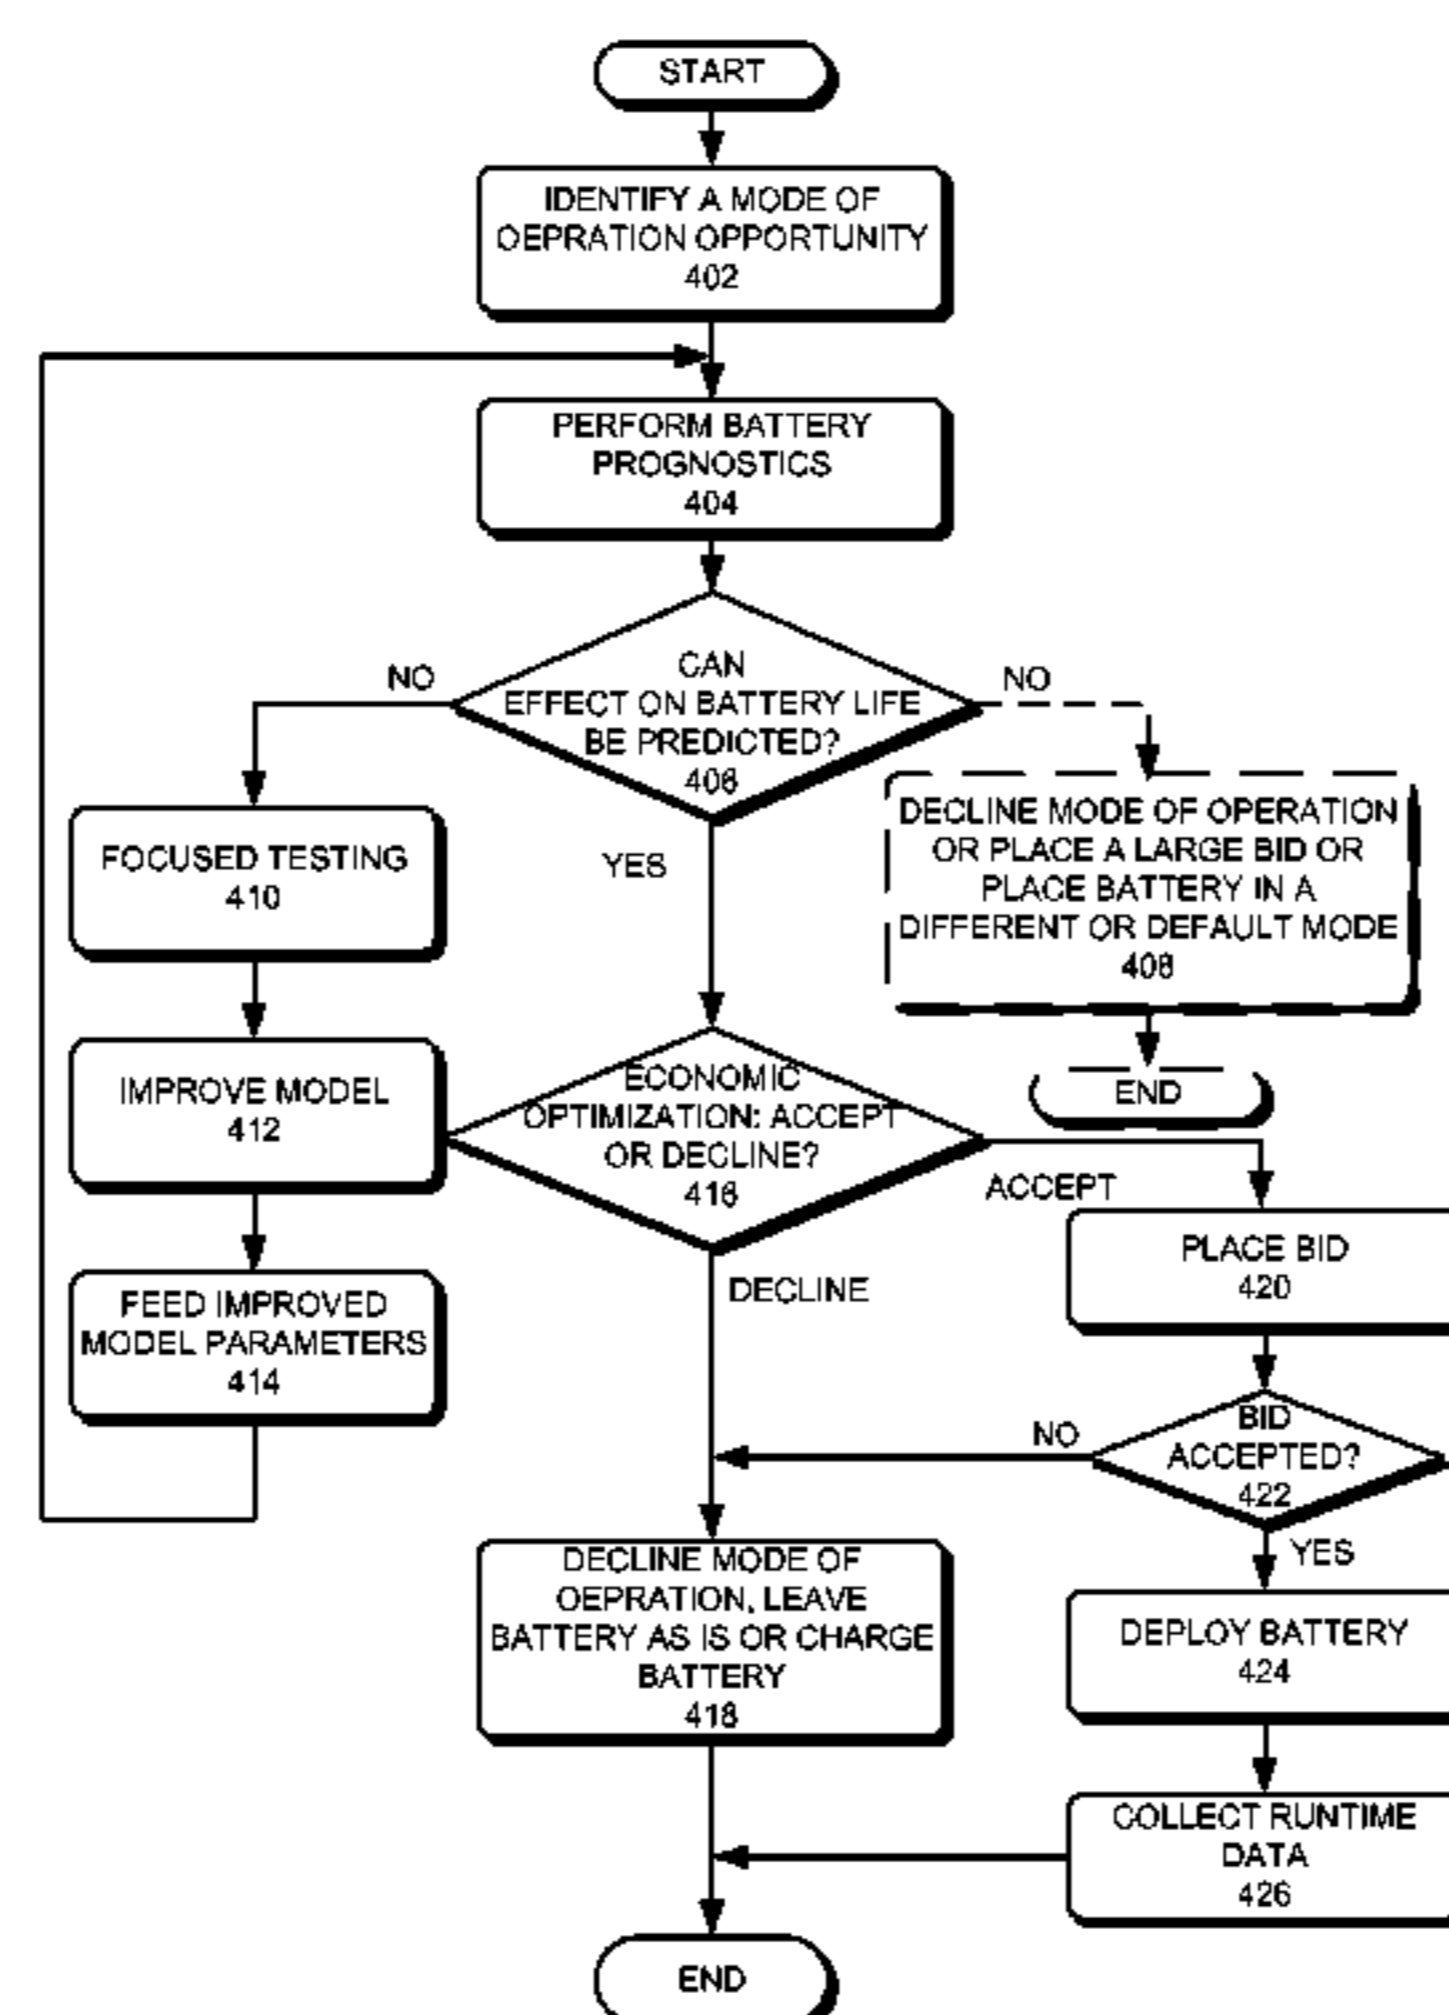 START
IDENTIFY A MODE OF
OEPRATION OPPORTUNITY
402
PERFORM BATTERY
PROGNOSTICS
404
NO
CAN
EFFECT ON BATTERY LIFE
BE PREDICTED?
406
NO
YES
FOCUSED TESTING
410
DECLINE MODE OF OPERATION
OR PLACE A LARGE BID OR
PLACE BATTERY IN A
DIFFERENT OR DEFAULT MODE
408
END
IMPROVE MODEL
412
ECONOMIC
OPTIMIZATION: ACCEPT
OR DECLINE?
416
ACCEPT
DECLINE
FEED IMPROVED
MODEL PARAMETERS
414
PLACE BID
420
NO
BID
ACCEPTED?
422
YES
DECLINE MODE OF
OEPRATION, LEAVE
BATTERY AS IS OR CHARGE
BATTERY
418
DEPLOY BATTERY
424
COLLECT RUNTIME
DATA
426
END